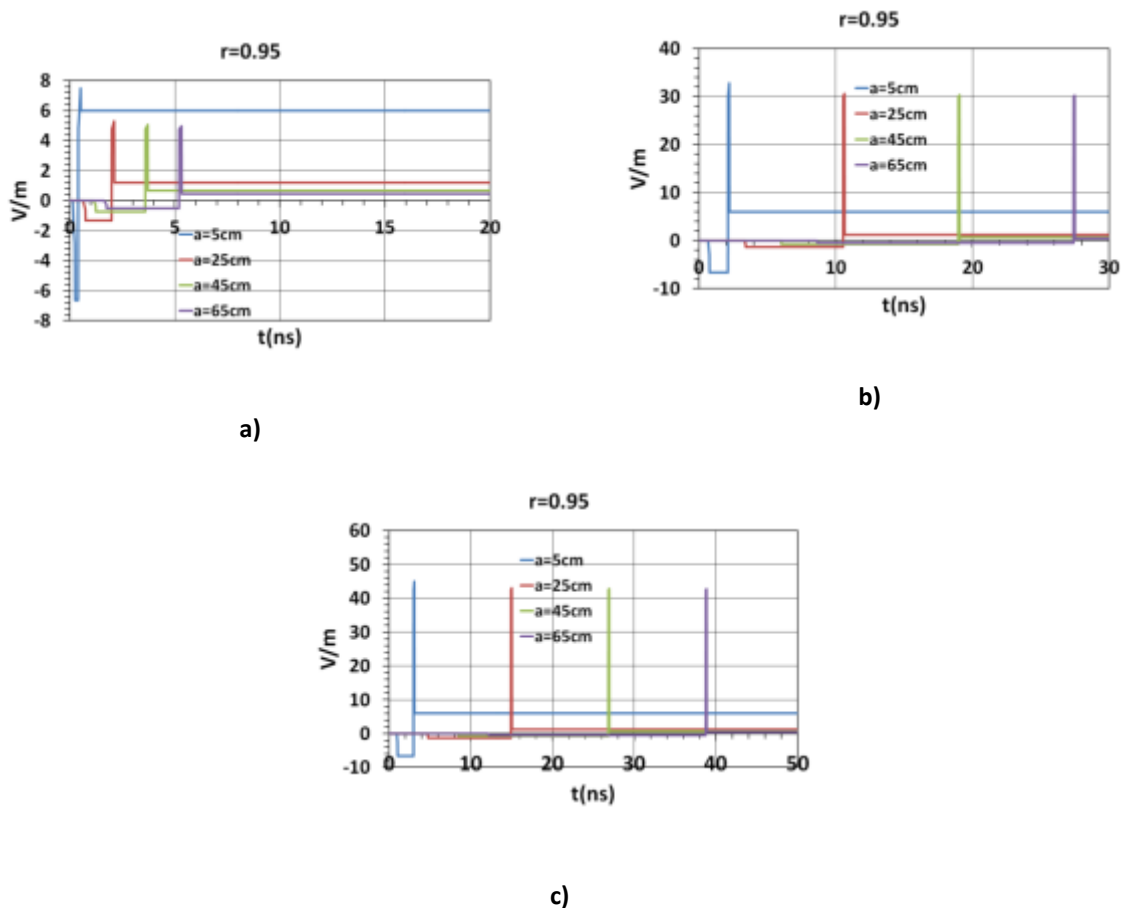 r=0.95
8
6
4
2
0
-2
-4
-6
-8
V/m
0 5 10 15 20
a=5cm
a=25cm
a=45cm
a=65cm
t(ns)
a)
r=0.95
40
30
20
10
0
-10
V/m
a=5cm
a=25cm
a=45cm
a=65cm
0 10 20 30
t(ns)
b)
r=0.95
60
50
40
30
20
10
0
-10
V/m
a=5cm
a=25cm
a=45cm
a=65cm
0 10 20 30 40 50
t(ns)
c)